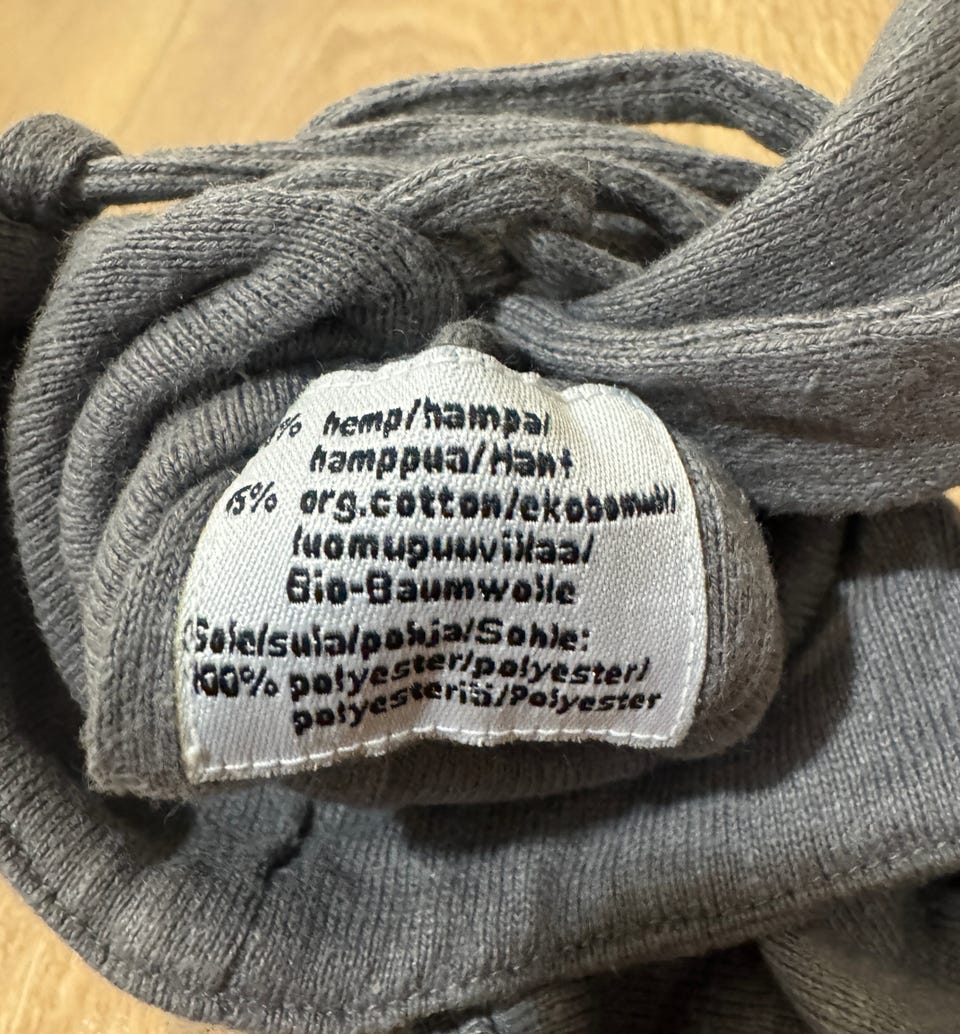 hemp/hampa/
hamppua/Hanf
org.cotton/ekobomull/
luomupuuvillaa/
Bio-Baumwolle
Sole/sula/pohja/Sohle:
100% polyester/polyester/
polyesteriä/Polyester